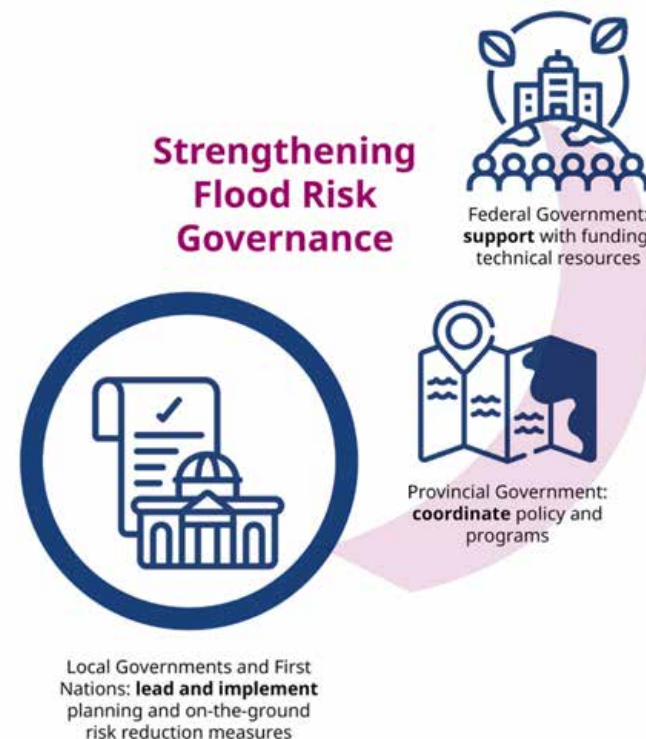 Strengthening
Flood Risk
Governance
Federal Government:
support with funding
technical resources
Provincial Government:
coordinate policy and
programs
Local Governments and First
Nations: lead and implement
planning and on-the-ground
risk reduction measures